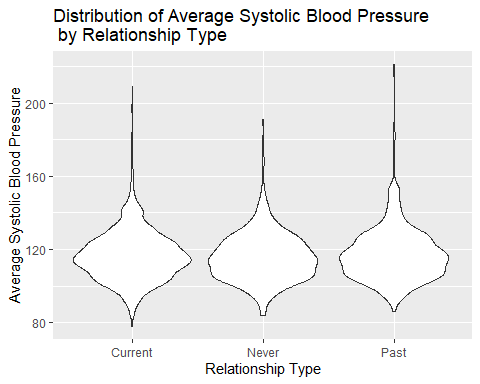 Distribution of Average Systolic Blood Pressure
by Relationship Type
Average Systolic Blood Pressure
200
160
120
80
Current Never Past
Relationship Type